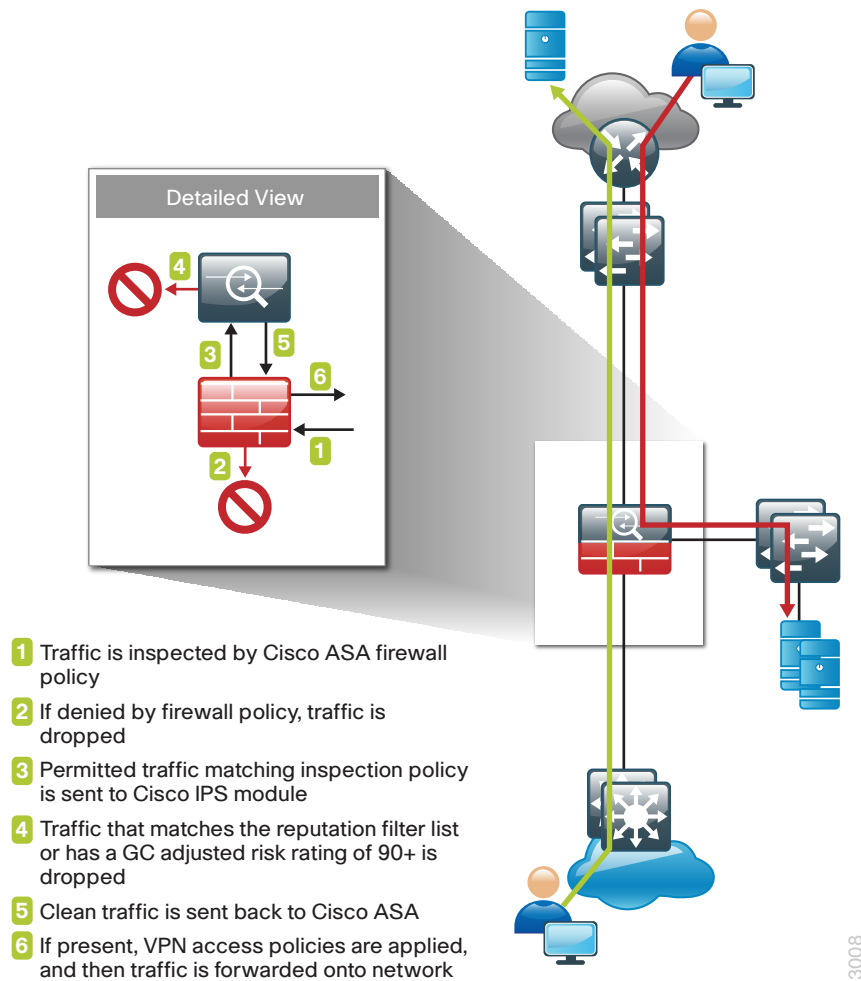 Detailed View
4
3
5
6
1
2
1 Traffic is inspected by Cisco ASA firewall
policy
2 If denied by firewall policy, traffic is
dropped
3 Permitted traffic matching inspection policy
is sent to Cisco IPS module
4 Traffic that matches the reputation filter list
or has a GC adjusted risk rating of 90+ is
dropped
5 Clean traffic is sent back to Cisco ASA
6 If present, VPN access policies are applied,
and then traffic is forwarded onto network
3008